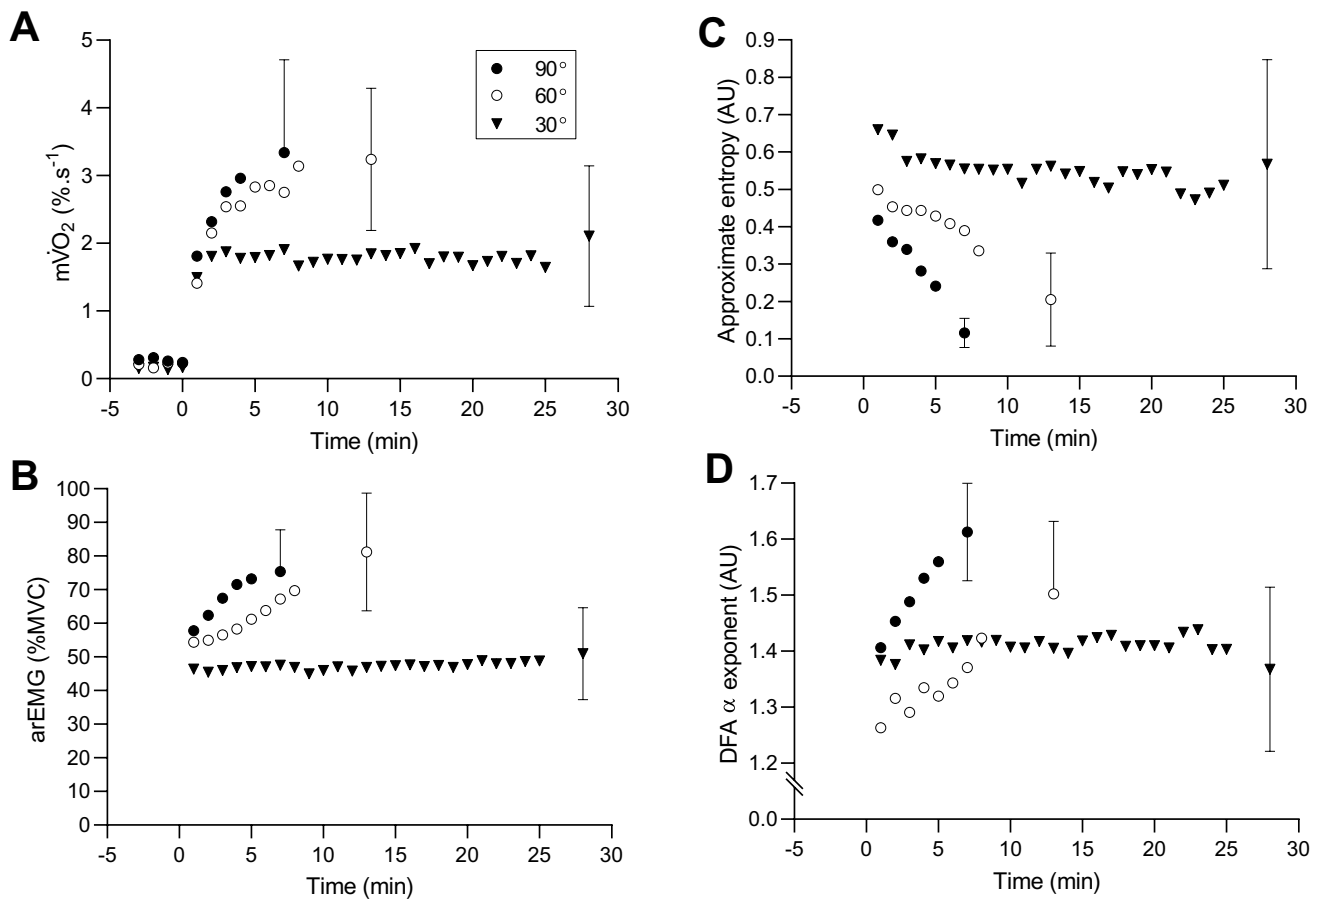 A
5
4
3
2
1
0
mV̇O2 (%.s-1)
90°
60°
30°
-5 0 5 10 15 20 25 30
Time (min)
C
0.9
0.8
0.7
0.6
0.5
0.4
0.3
0.2
0.1
0.0
Approximate entropy (AU)
-5 0 5 10 15 20 25 30
Time (min)
B
100
90
80
70
60
50
40
30
20
10
0
arEMG (%MVC)
-5 0 5 10 15 20 25 30
Time (min)
D
1.7
1.6
1.5
1.4
1.3
1.2
0.0
DFA α exponent (AU)
-5 0 5 10 15 20 25 30
Time (min)